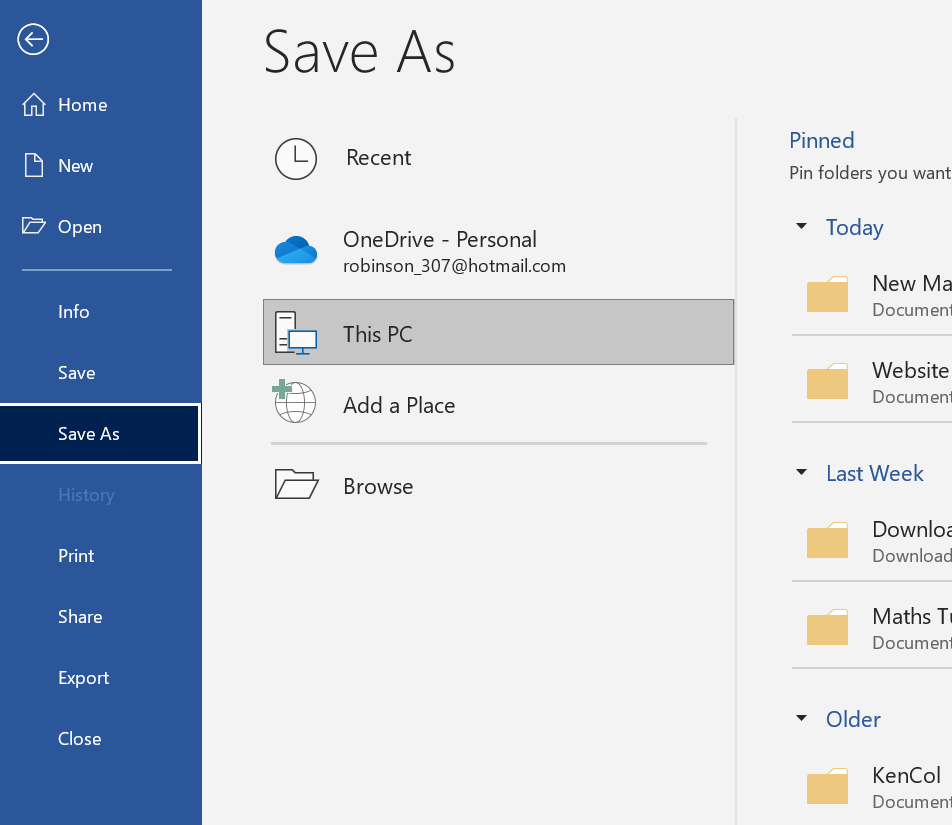 Save As
Home
New
Open
Info
Save
Save As
History
Print
Share
Export
Close
Recent
OneDrive - Personal
robinson_307@hotmail.com
This PC
Add a Place
Browse
Pinned
Pin folders you want
Today
New Ma
Document
Website
Document
Last Week
Downloa
Download
Maths Tu
Document
Older
KenCol
Document